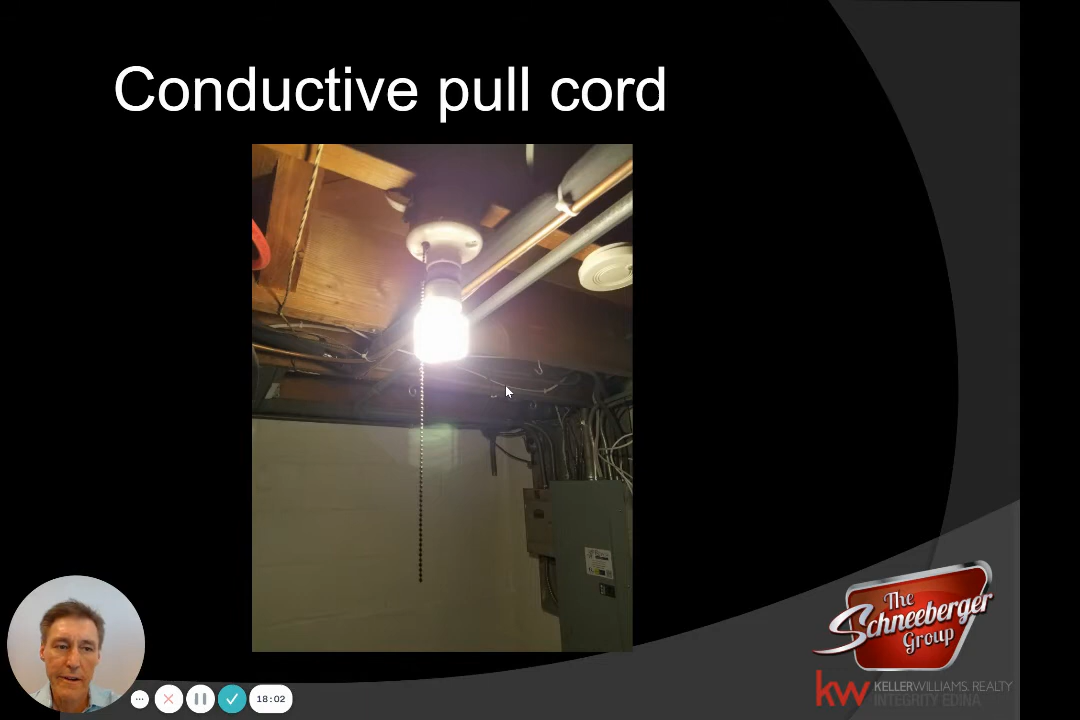 Conductive pull cord
The
Schneeberger
Group
kw KELLERWILLIAMS. REALTY
INTEGRITY EDINA
18:02